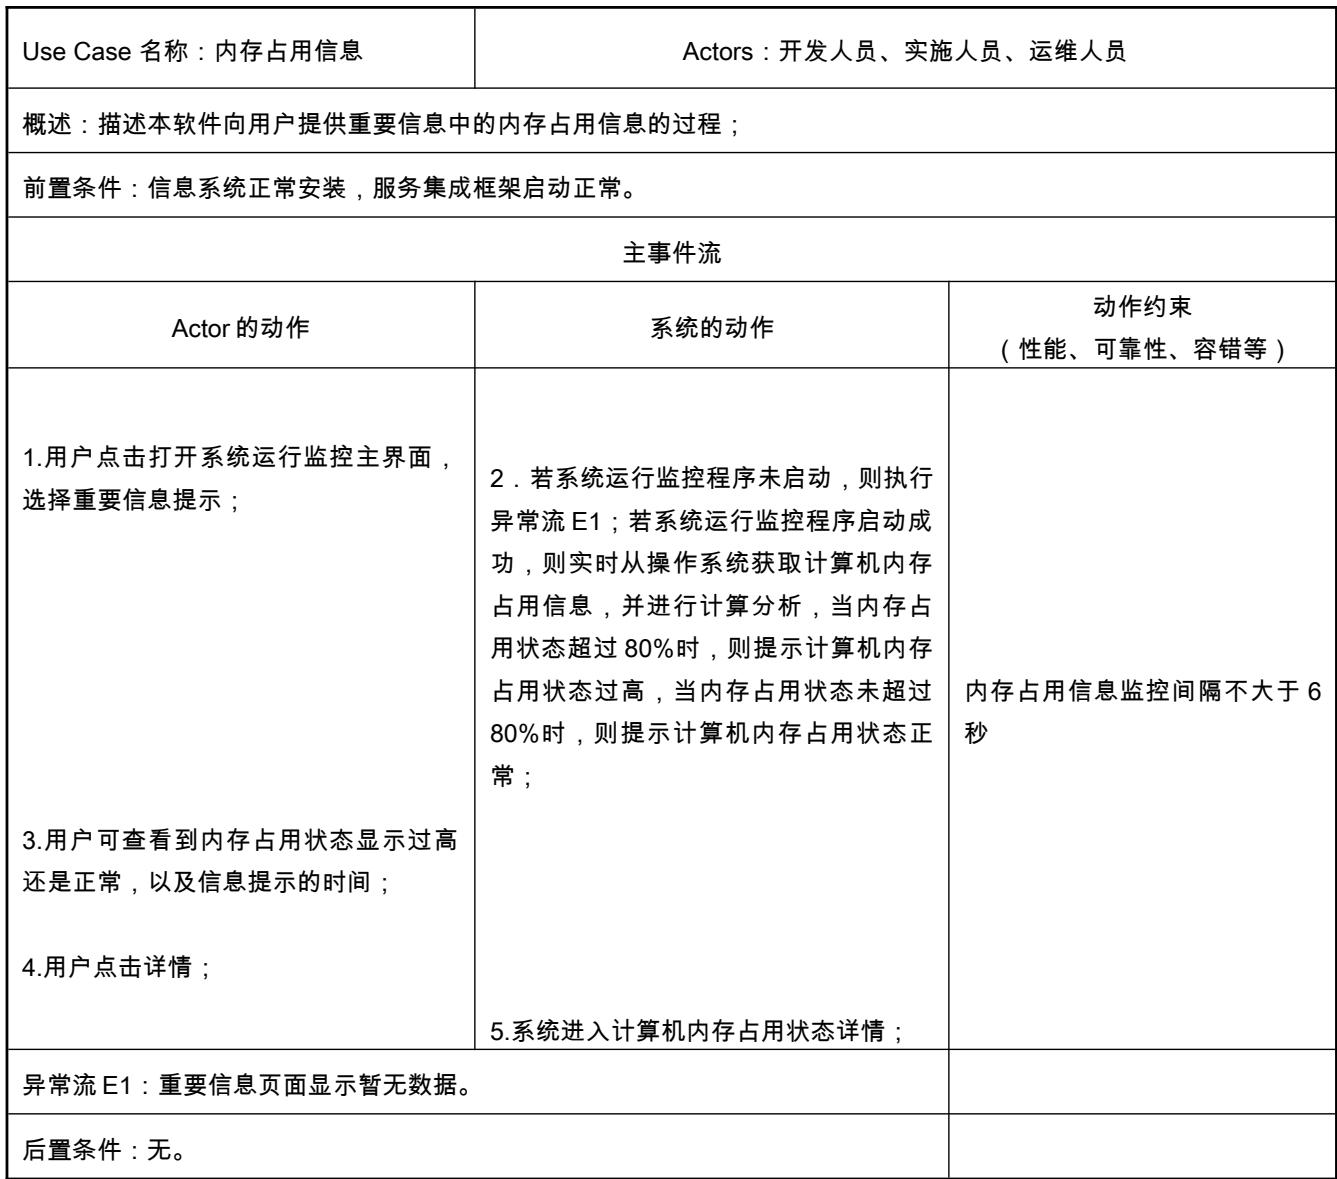 Use Case 名称：内存占用信息
Actors：开发人员、实施人员、运维人员
概述：描述本软件向用户提供重要信息中的内存占用信息的过程；
前置条件：信息系统正常安装，服务集成框架启动正常。
主事件流
Actor 的动作
系统的动作
动作约束
（性能、可靠性、容错等）
1.用户点击打开系统运行监控主界面，
选择重要信息提示；
2．若系统运行监控程序未启动，则执行
异常流 E1；若系统运行监控程序启动成
功，则实时从操作系统获取计算机内存
占用信息，并进行计算分析，当内存占
用状态超过 80%时，则提示计算机内存
占用状态过高，当内存占用状态未超过
80%时，则提示计算机内存占用状态正
常；
3.用户可查看到内存占用状态显示过高
还是正常，以及信息提示的时间；
4.用户点击详情；
5.系统进入计算机内存占用状态详情；
内存占用信息监控间隔不大于 6
秒
异常流 E1：重要信息页面显示暂无数据。
后置条件：无。